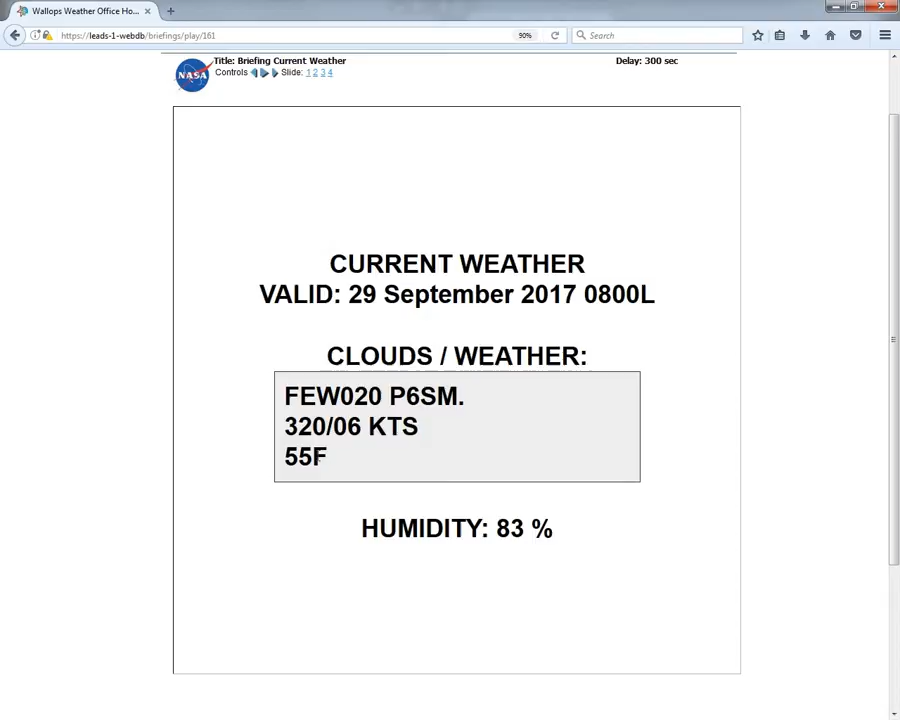 Wallops Weather Office Ho...
https://leads-1-webdb/briefings/play/161
90%
Search
NASA
Title: Briefing Current Weather
Delay: 300 sec
Controls Slide: 1 2 3 4
CURRENT WEATHER
VALID: 29 September 2017 0800L
CLOUDS / WEATHER:
FEW020 P6SM.
320/06 KTS
55F
HUMIDITY: 83 %